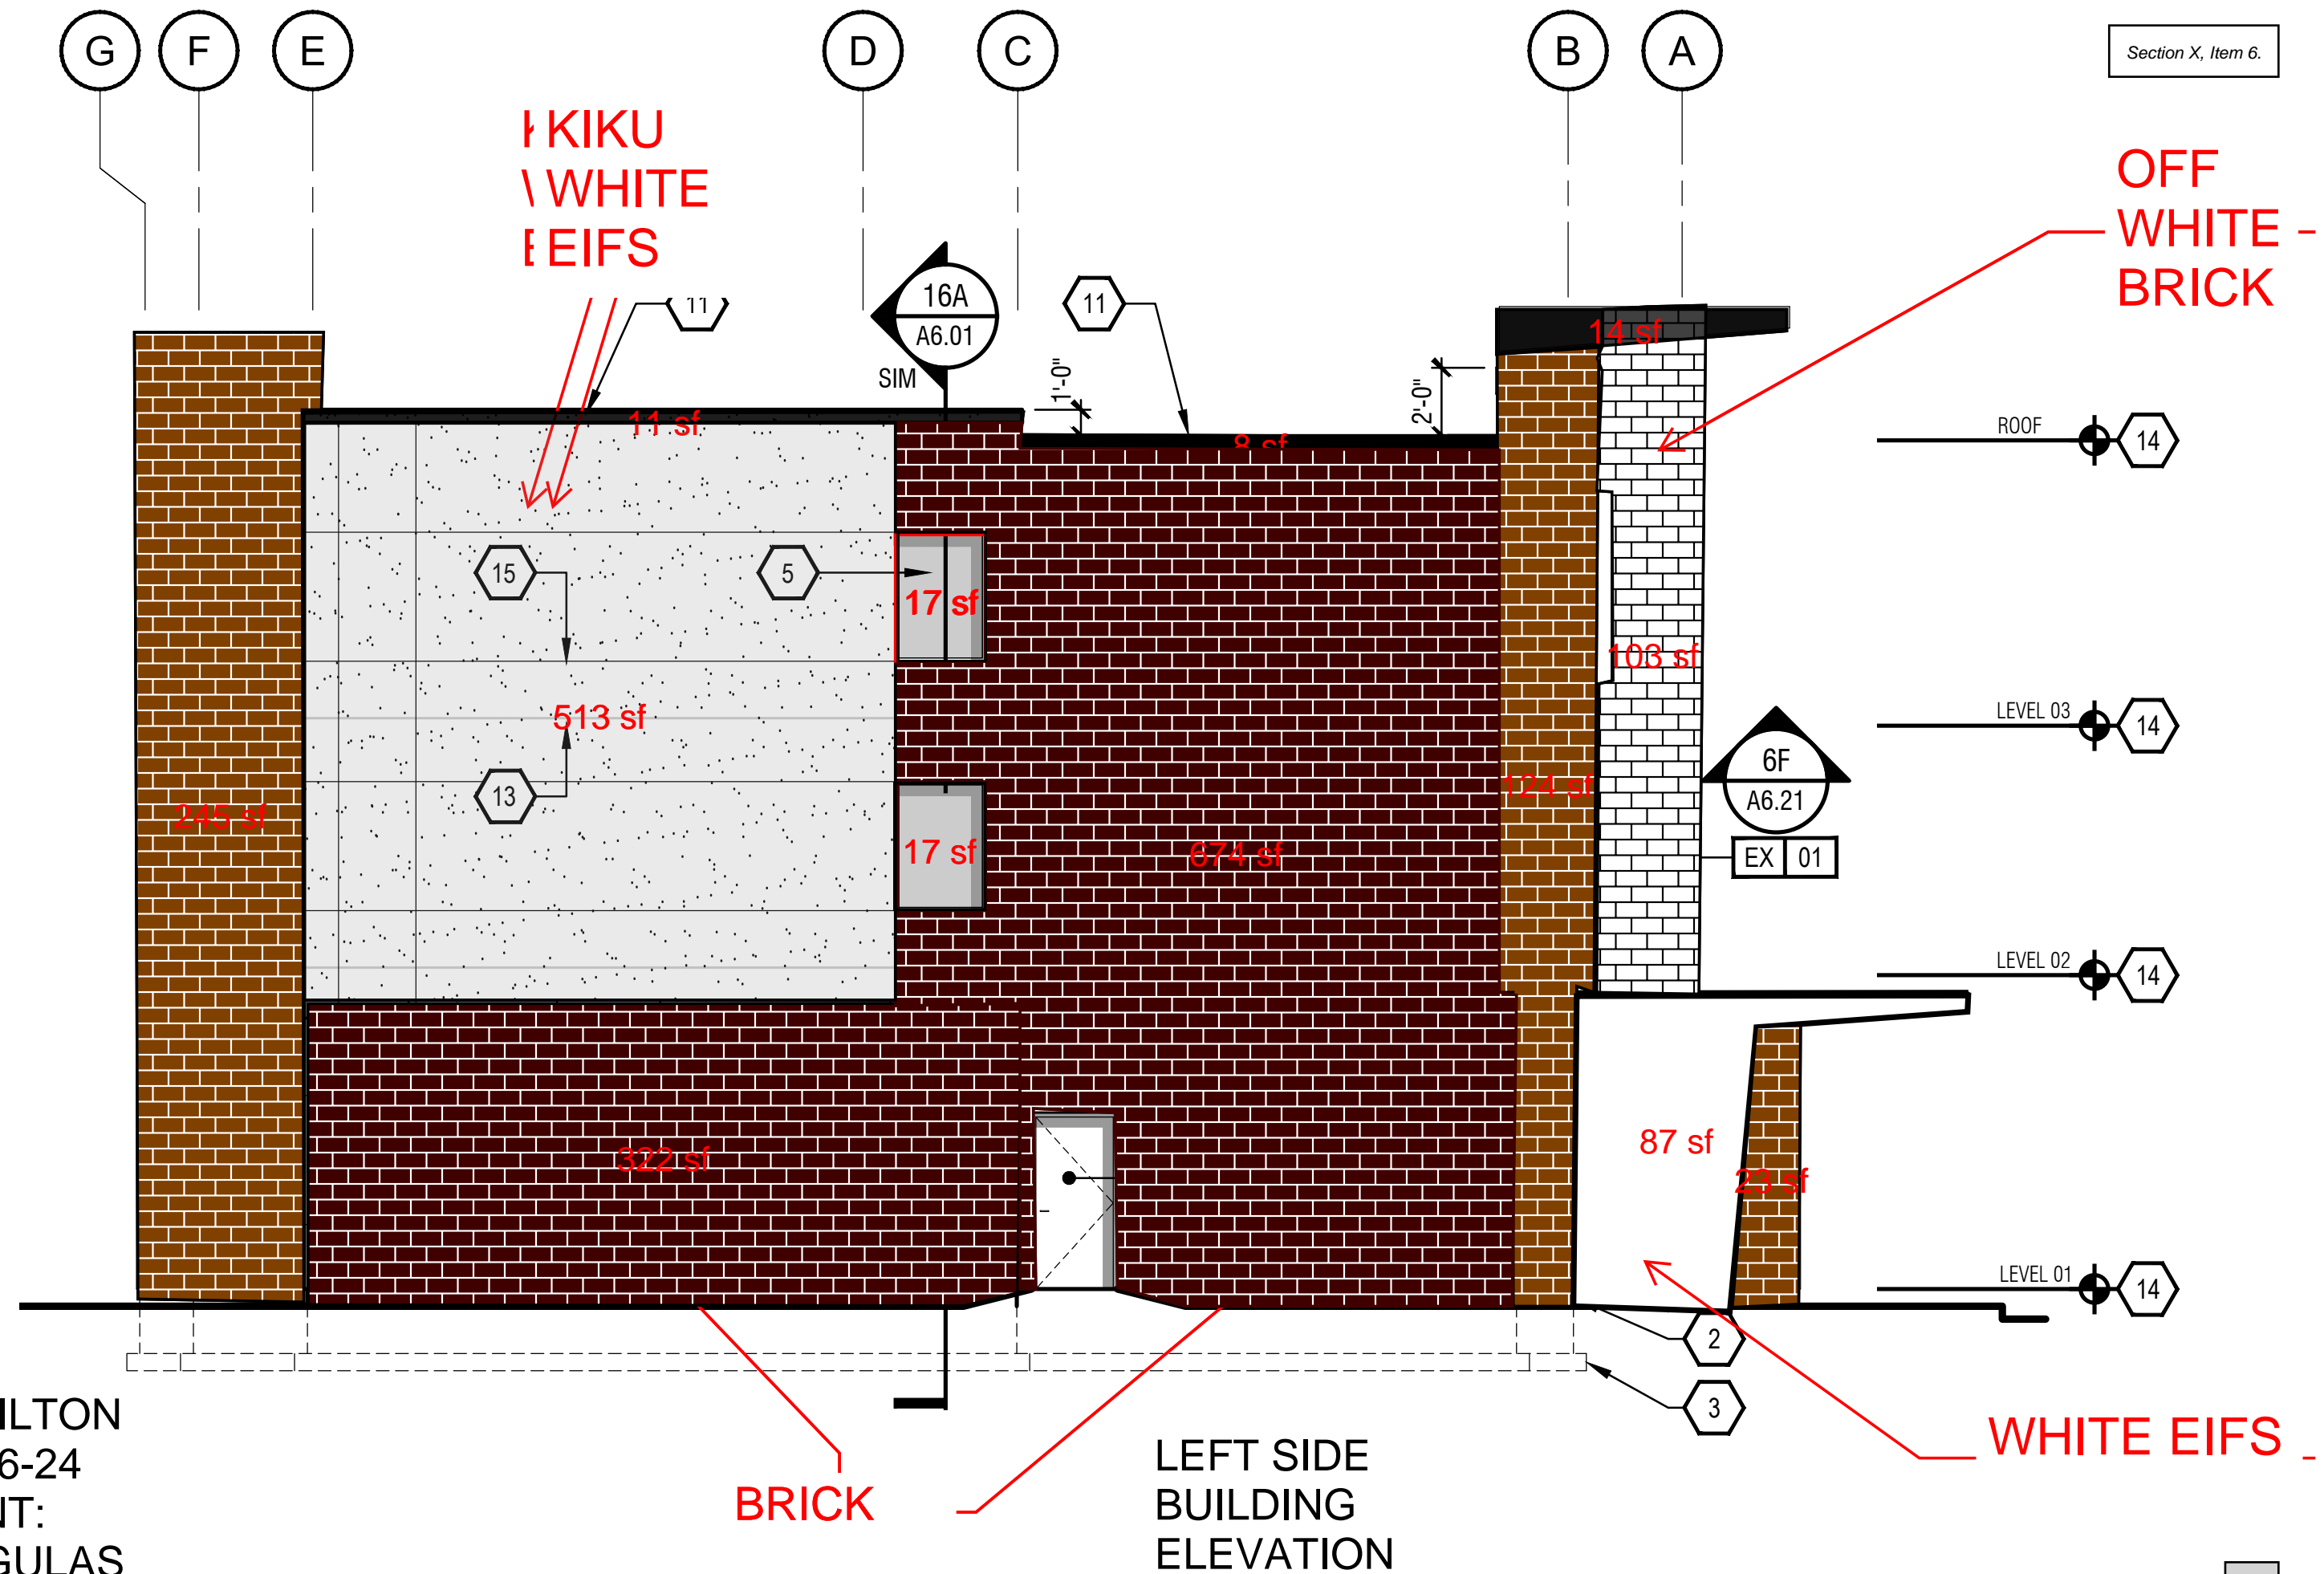 G F E D C B A
Section X, Item 6.
KIKU
WHITE
EIFS
OFF
WHITE
BRICK
16A
A6.01
SIM
11
11
1'-0"
2'-0"
14 sf
11 sf
8 sf
ROOF 14
15
5
17 sf
103 sf
513 sf
LEVEL 03 14
6F
A6.21
EX 01
13
124 sf
245 sf
17 sf
674 sf
LEVEL 02 14
322 sf
87 sf
23 sf
LEVEL 01 14
2
3
ILTON
6-24
NT:
GULAS
BRICK
LEFT SIDE
BUILDING
ELEVATION
WHITE EIFS